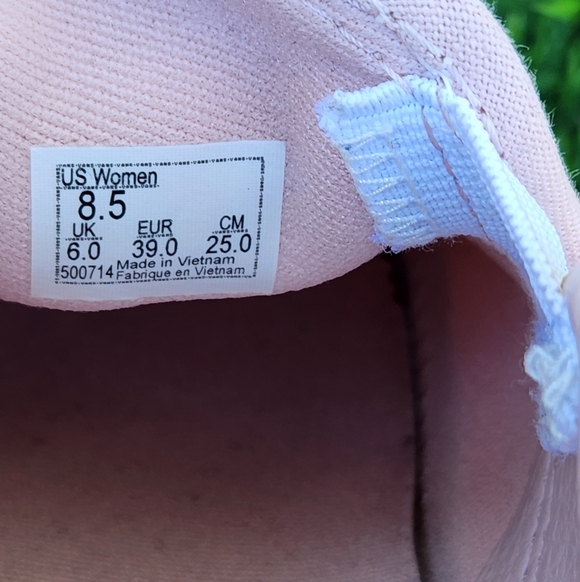 US Women
8.5
UK EUR CM
6.0 39.0 25.0
500714 Made in Vietnam
Fabrique en Vietnam